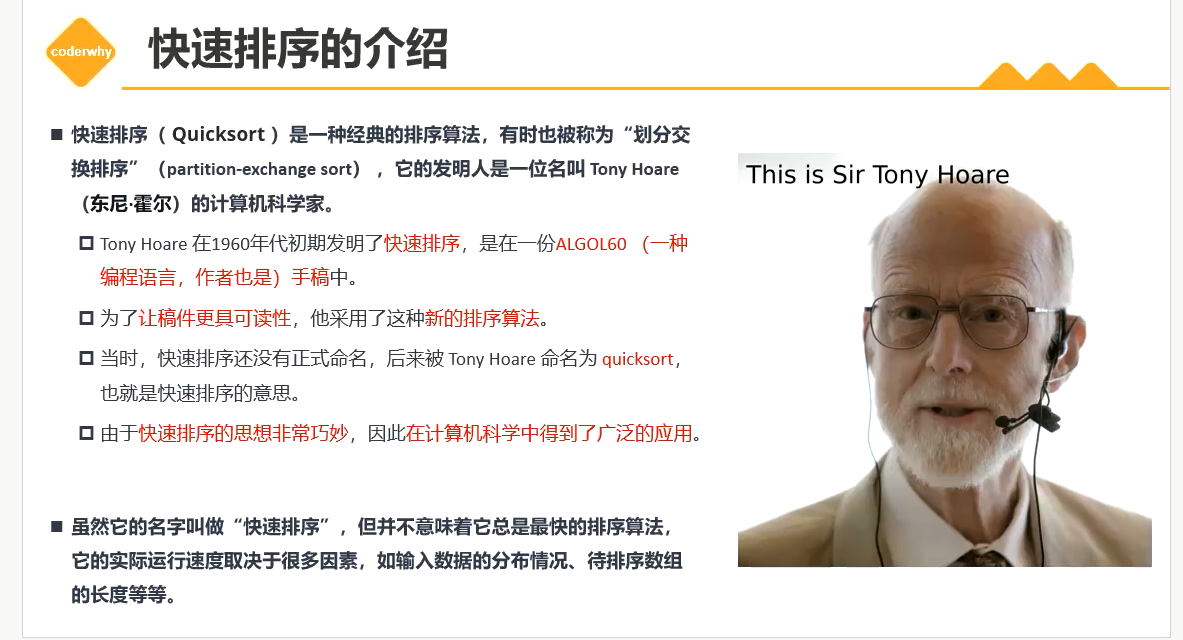 coderwhy
快速排序的介绍
快速排序（ Quicksort ）是一种经典的排序算法，有时也被称为“划分交
换排序”（partition-exchange sort），它的发明人是一位名叫 Tony Hoare
（东尼·霍尔）的计算机科学家。
Tony Hoare 在1960年代初期发明了快速排序，是在一份ALGOL60 （一种
编程语言，作者也是）手稿中。
为了让稿件更具可读性，他采用了这种新的排序算法。
当时，快速排序还没有正式命名，后来被 Tony Hoare 命名为 quicksort，
也就是快速排序的意思。
由于快速排序的思想非常巧妙，因此在计算机科学中得到了广泛的应用。
虽然它的名字叫做“快速排序”，但并不意味着它总是最快的排序算法，
它的实际运行速度取决于很多因素，如输入数据的分布情况、待排序数组
的长度等等。
This is Sir Tony Hoare